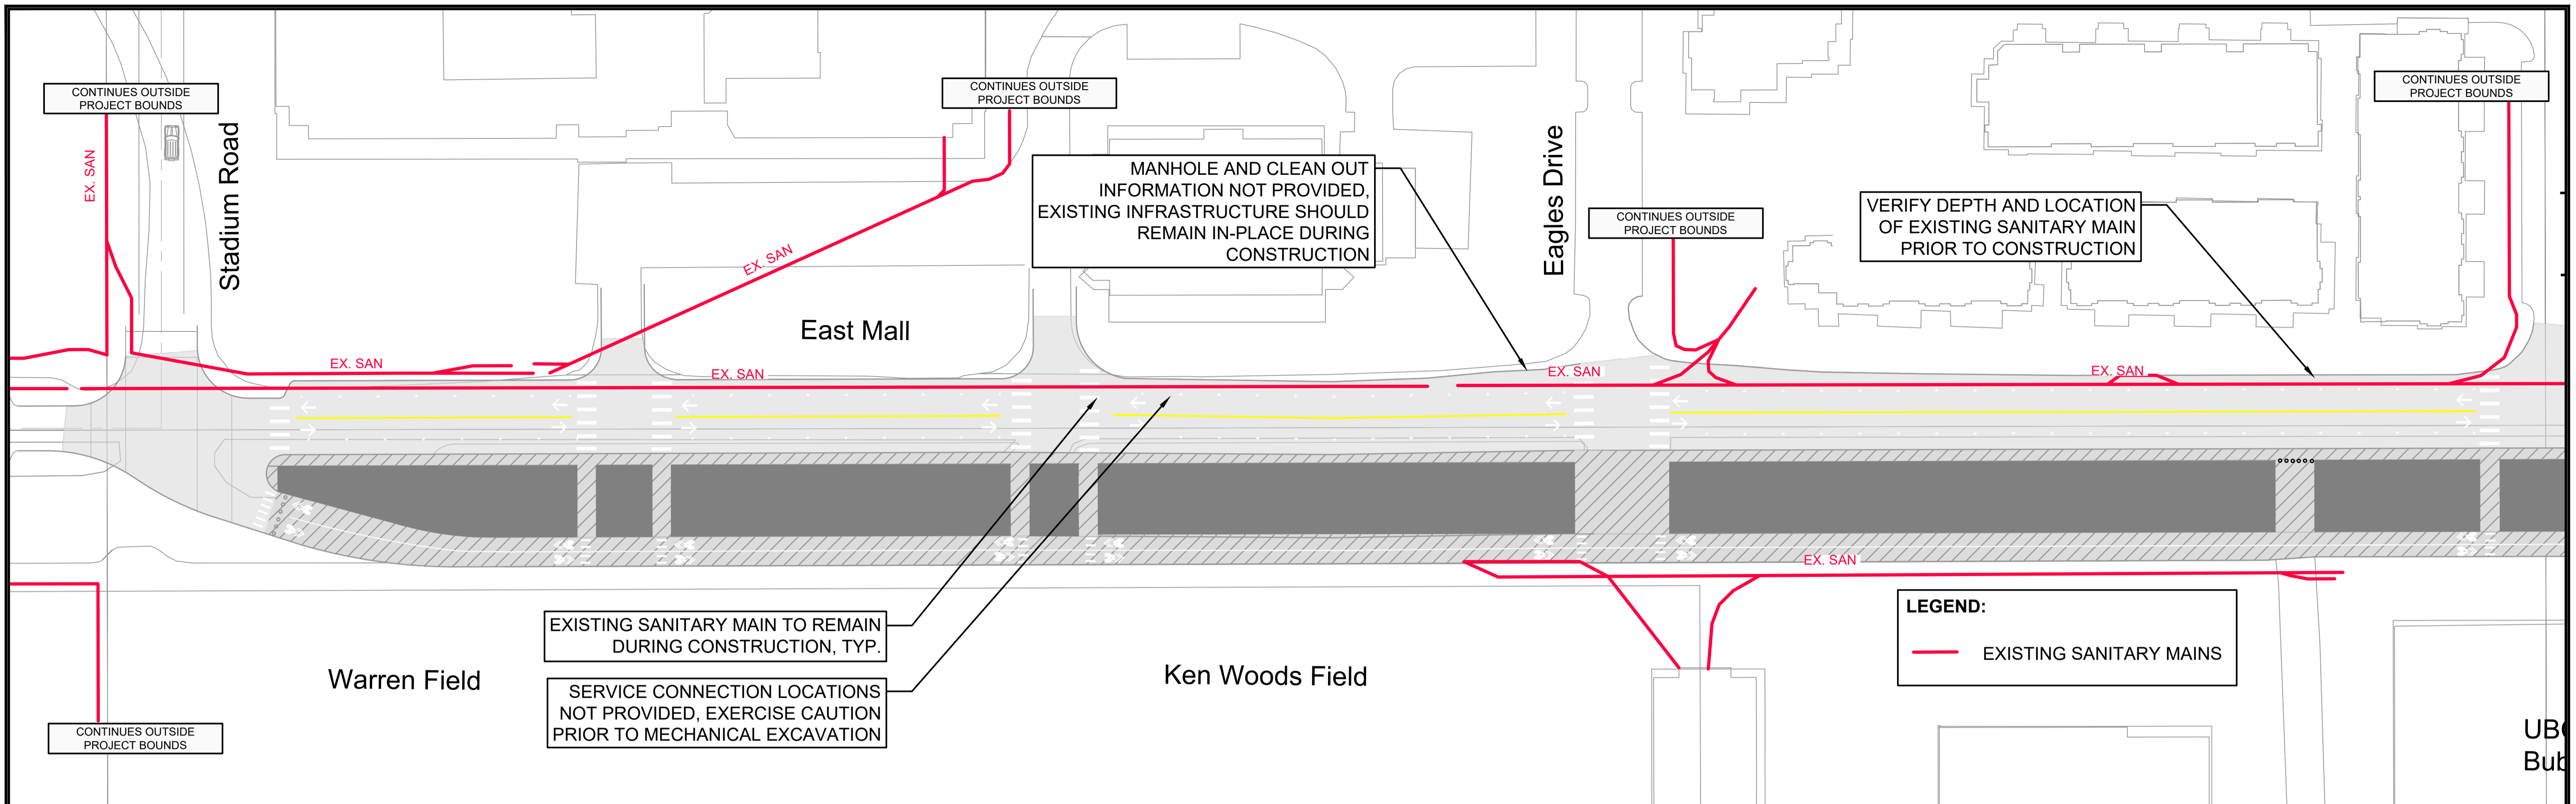 CONTINUES OUTSIDE
PROJECT BOUNDS
EX. SAN
Stadium Road
CONTINUES OUTSIDE
PROJECT BOUNDS
MANHOLE AND CLEAN OUT
INFORMATION NOT PROVIDED,
EXISTING INFRASTRUCTURE SHOULD
REMAIN IN-PLACE DURING
CONSTRUCTION
Eagles Drive
CONTINUES OUTSIDE
PROJECT BOUNDS
VERIFY DEPTH AND LOCATION
OF EXISTING SANITARY MAIN
PRIOR TO CONSTRUCTION
CONTINUES OUTSIDE
PROJECT BOUNDS
EX. SAN
East Mall
EX. SAN
EX. SAN
EX. SAN
EX. SAN
EX. SAN
EXISTING SANITARY MAIN TO REMAIN
DURING CONSTRUCTION, TYP.
SERVICE CONNECTION LOCATIONS
NOT PROVIDED, EXERCISE CAUTION
PRIOR TO MECHANICAL EXCAVATION
Warren Field
Ken Woods Field
CONTINUES OUTSIDE
PROJECT BOUNDS
LEGEND:
EXISTING SANITARY MAINS